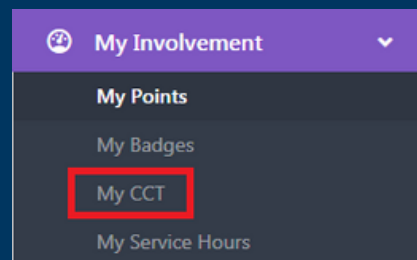 My Involvement
My Points
My Badges
My CCT
My Service Hours